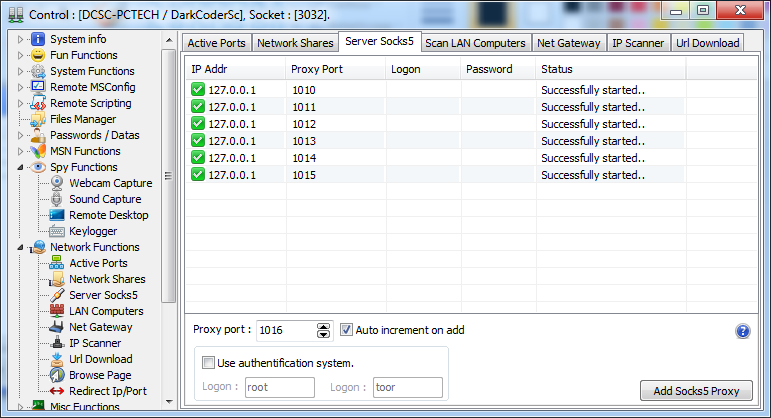 Control : [DCSC-PCTECH / DarkCoderSc], Socket : [3032].
System info
Fun Functions
System Functions
Remote MSConfig
Remote Scripting
Files Manager
Passwords / Datas
MSN Functions
Spy Functions
Webcam Capture
Sound Capture
Remote Desktop
Keylogger
Network Functions
Active Ports
Network Shares
Server Socks5
LAN Computers
Net Gateway
IP Scanner
Url Download
Browse Page
Redirect Ip/Port
Misc Functions
Active Ports Network Shares Server Socks5 Scan LAN Computers Net Gateway IP Scanner Url Download
IP Addr Proxy Port Logon Password Status
127.0.0.1 1010 Successfully started..
127.0.0.1 1011 Successfully started..
127.0.0.1 1012 Successfully started..
127.0.0.1 1013 Successfully started..
127.0.0.1 1014 Successfully started..
127.0.0.1 1015 Successfully started..
Proxy port : 1016 Auto increment on add ?
Use authentification system.
Logon : root Logon : toor
Add Socks5 Proxy